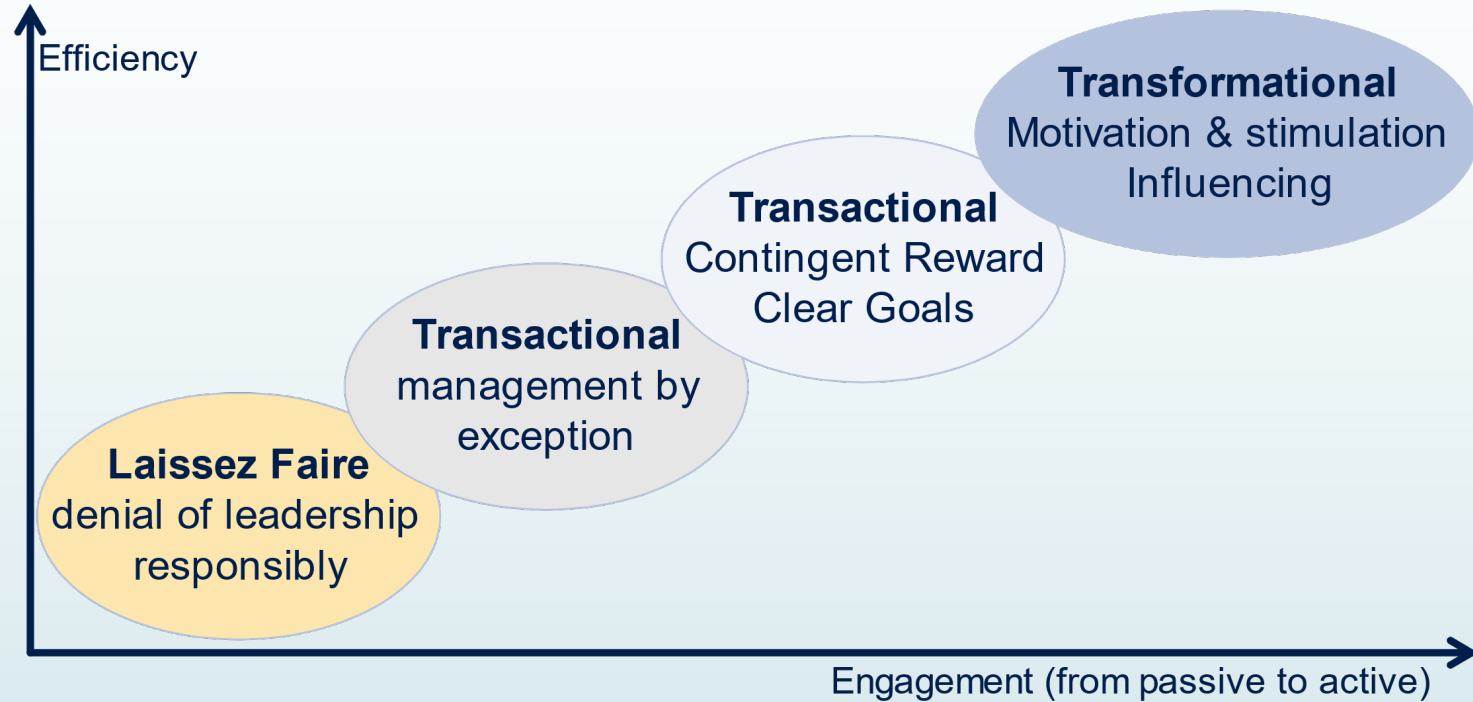 Efficiency
Transformational
Motivation & stimulation
Influencing
Transactional
Contingent Reward
Clear Goals
Transactional
management by
exception
Laissez Faire
denial of leadership
responsibly
Engagement (from passive to active)